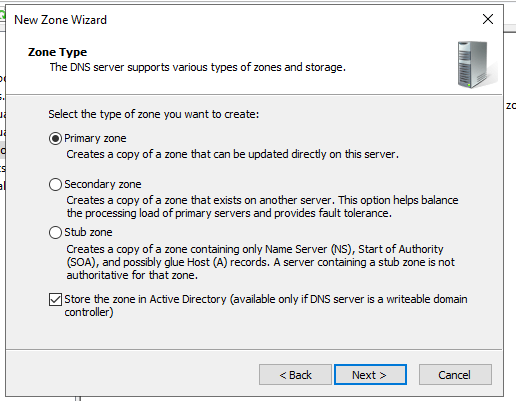 New Zone Wizard
Zone Type
The DNS server supports various types of zones and storage.
Select the type of zone you want to create:
Primary zone
Creates a copy of a zone that can be updated directly on this server.
Secondary zone
Creates a copy of a zone that exists on another server. This option helps balance
the processing load of primary servers and provides fault tolerance.
Stub zone
Creates a copy of a zone containing only Name Server (NS), Start of Authority
(SOA), and possibly glue Host (A) records. A server containing a stub zone is not
authoritative for that zone.
Store the zone in Active Directory (available only if DNS server is a writeable domain
controller)
< Back
Next >
Cancel